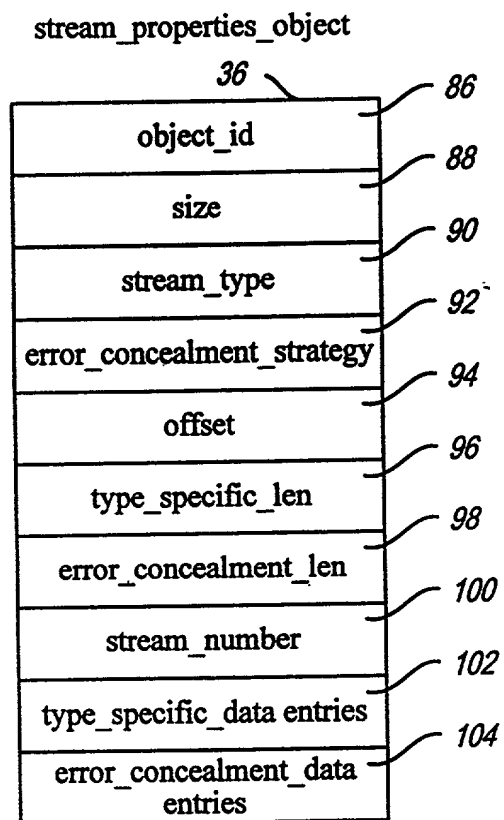 stream_properties_object
36
86
object_id
88
size
90
stream_type
92
error_concealment_strategy
94
offset
96
type_specific_len
98
error_concealment_len
100
stream_number
102
type_specific_data entries
104
error_concealment_data
entries